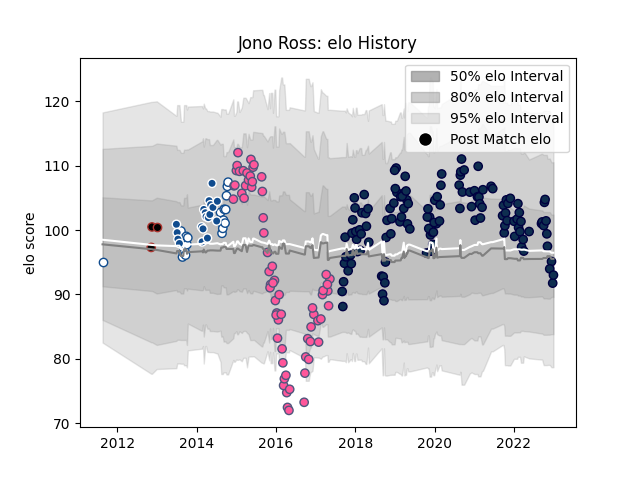 Jono Ross: elo History
50% elo Interval
80% elo Interval
95% elo Interval
Post Match elo
elo score
120
110
100
90
80
70
2012
2014
2016
2018
2020
2022